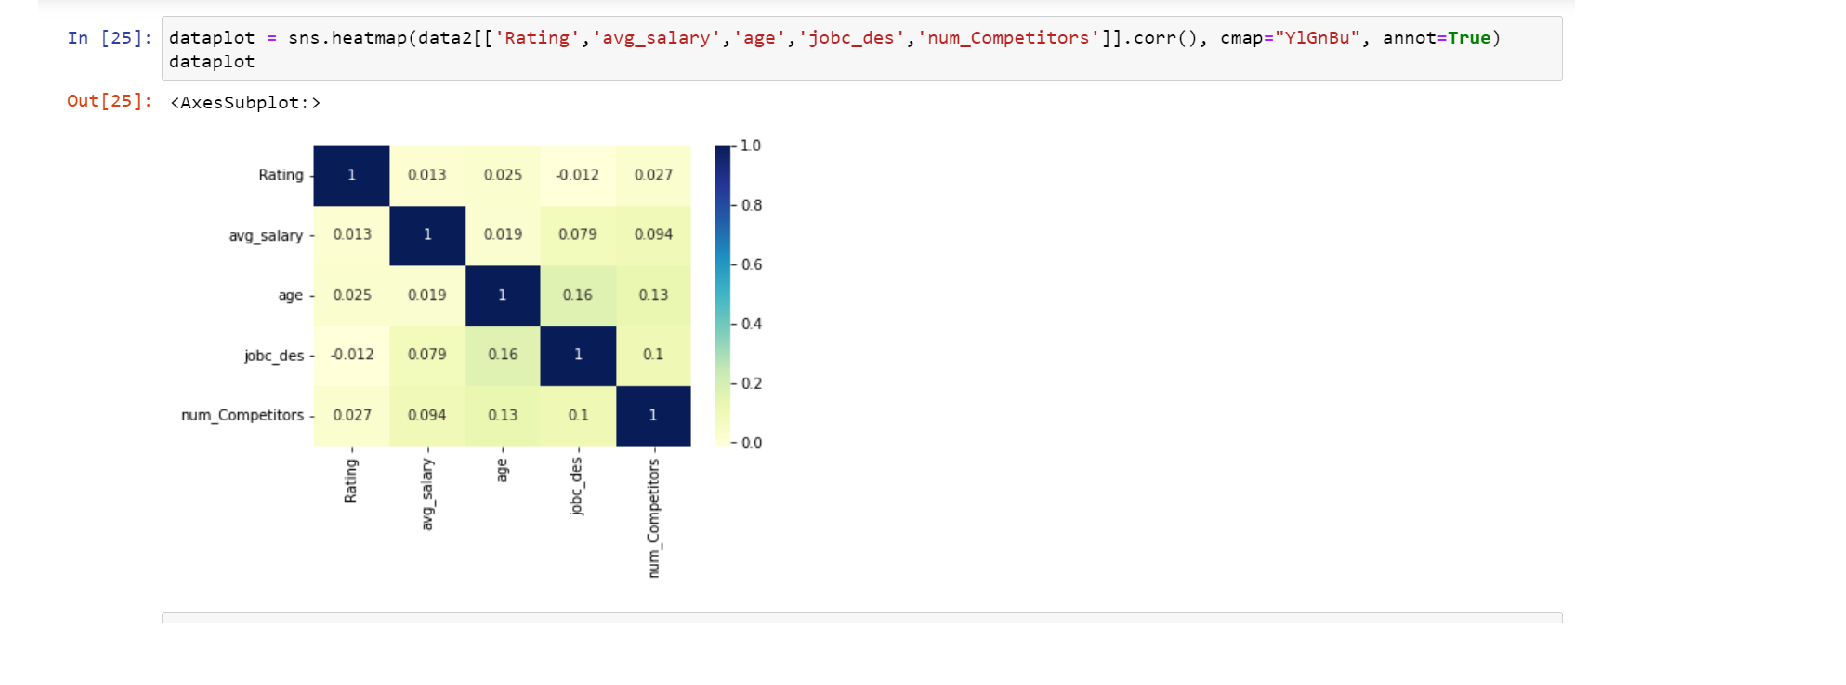 In [25]: dataplot = sns.heatmap(data2[['Rating','avg_salary','age','jobc_des','num_Competitors']].corr(), cmap="YlGnBu", annot=True)
dataplot
Out[25]: <AxesSubplot:>
Rating 1 0.013 0.025 -0.012 0.027
avg_salary 0.013 1 0.019 0.079 0.094
age 0.025 0.019 1 0.16 0.13
jobc_des -0.012 0.079 0.16 1 0.1
num_Competitors 0.027 0.094 0.13 0.1 1
Rating
avg_salary
age
jobc_des
num_Competitors
1.0
0.8
0.6
0.4
0.2
0.0